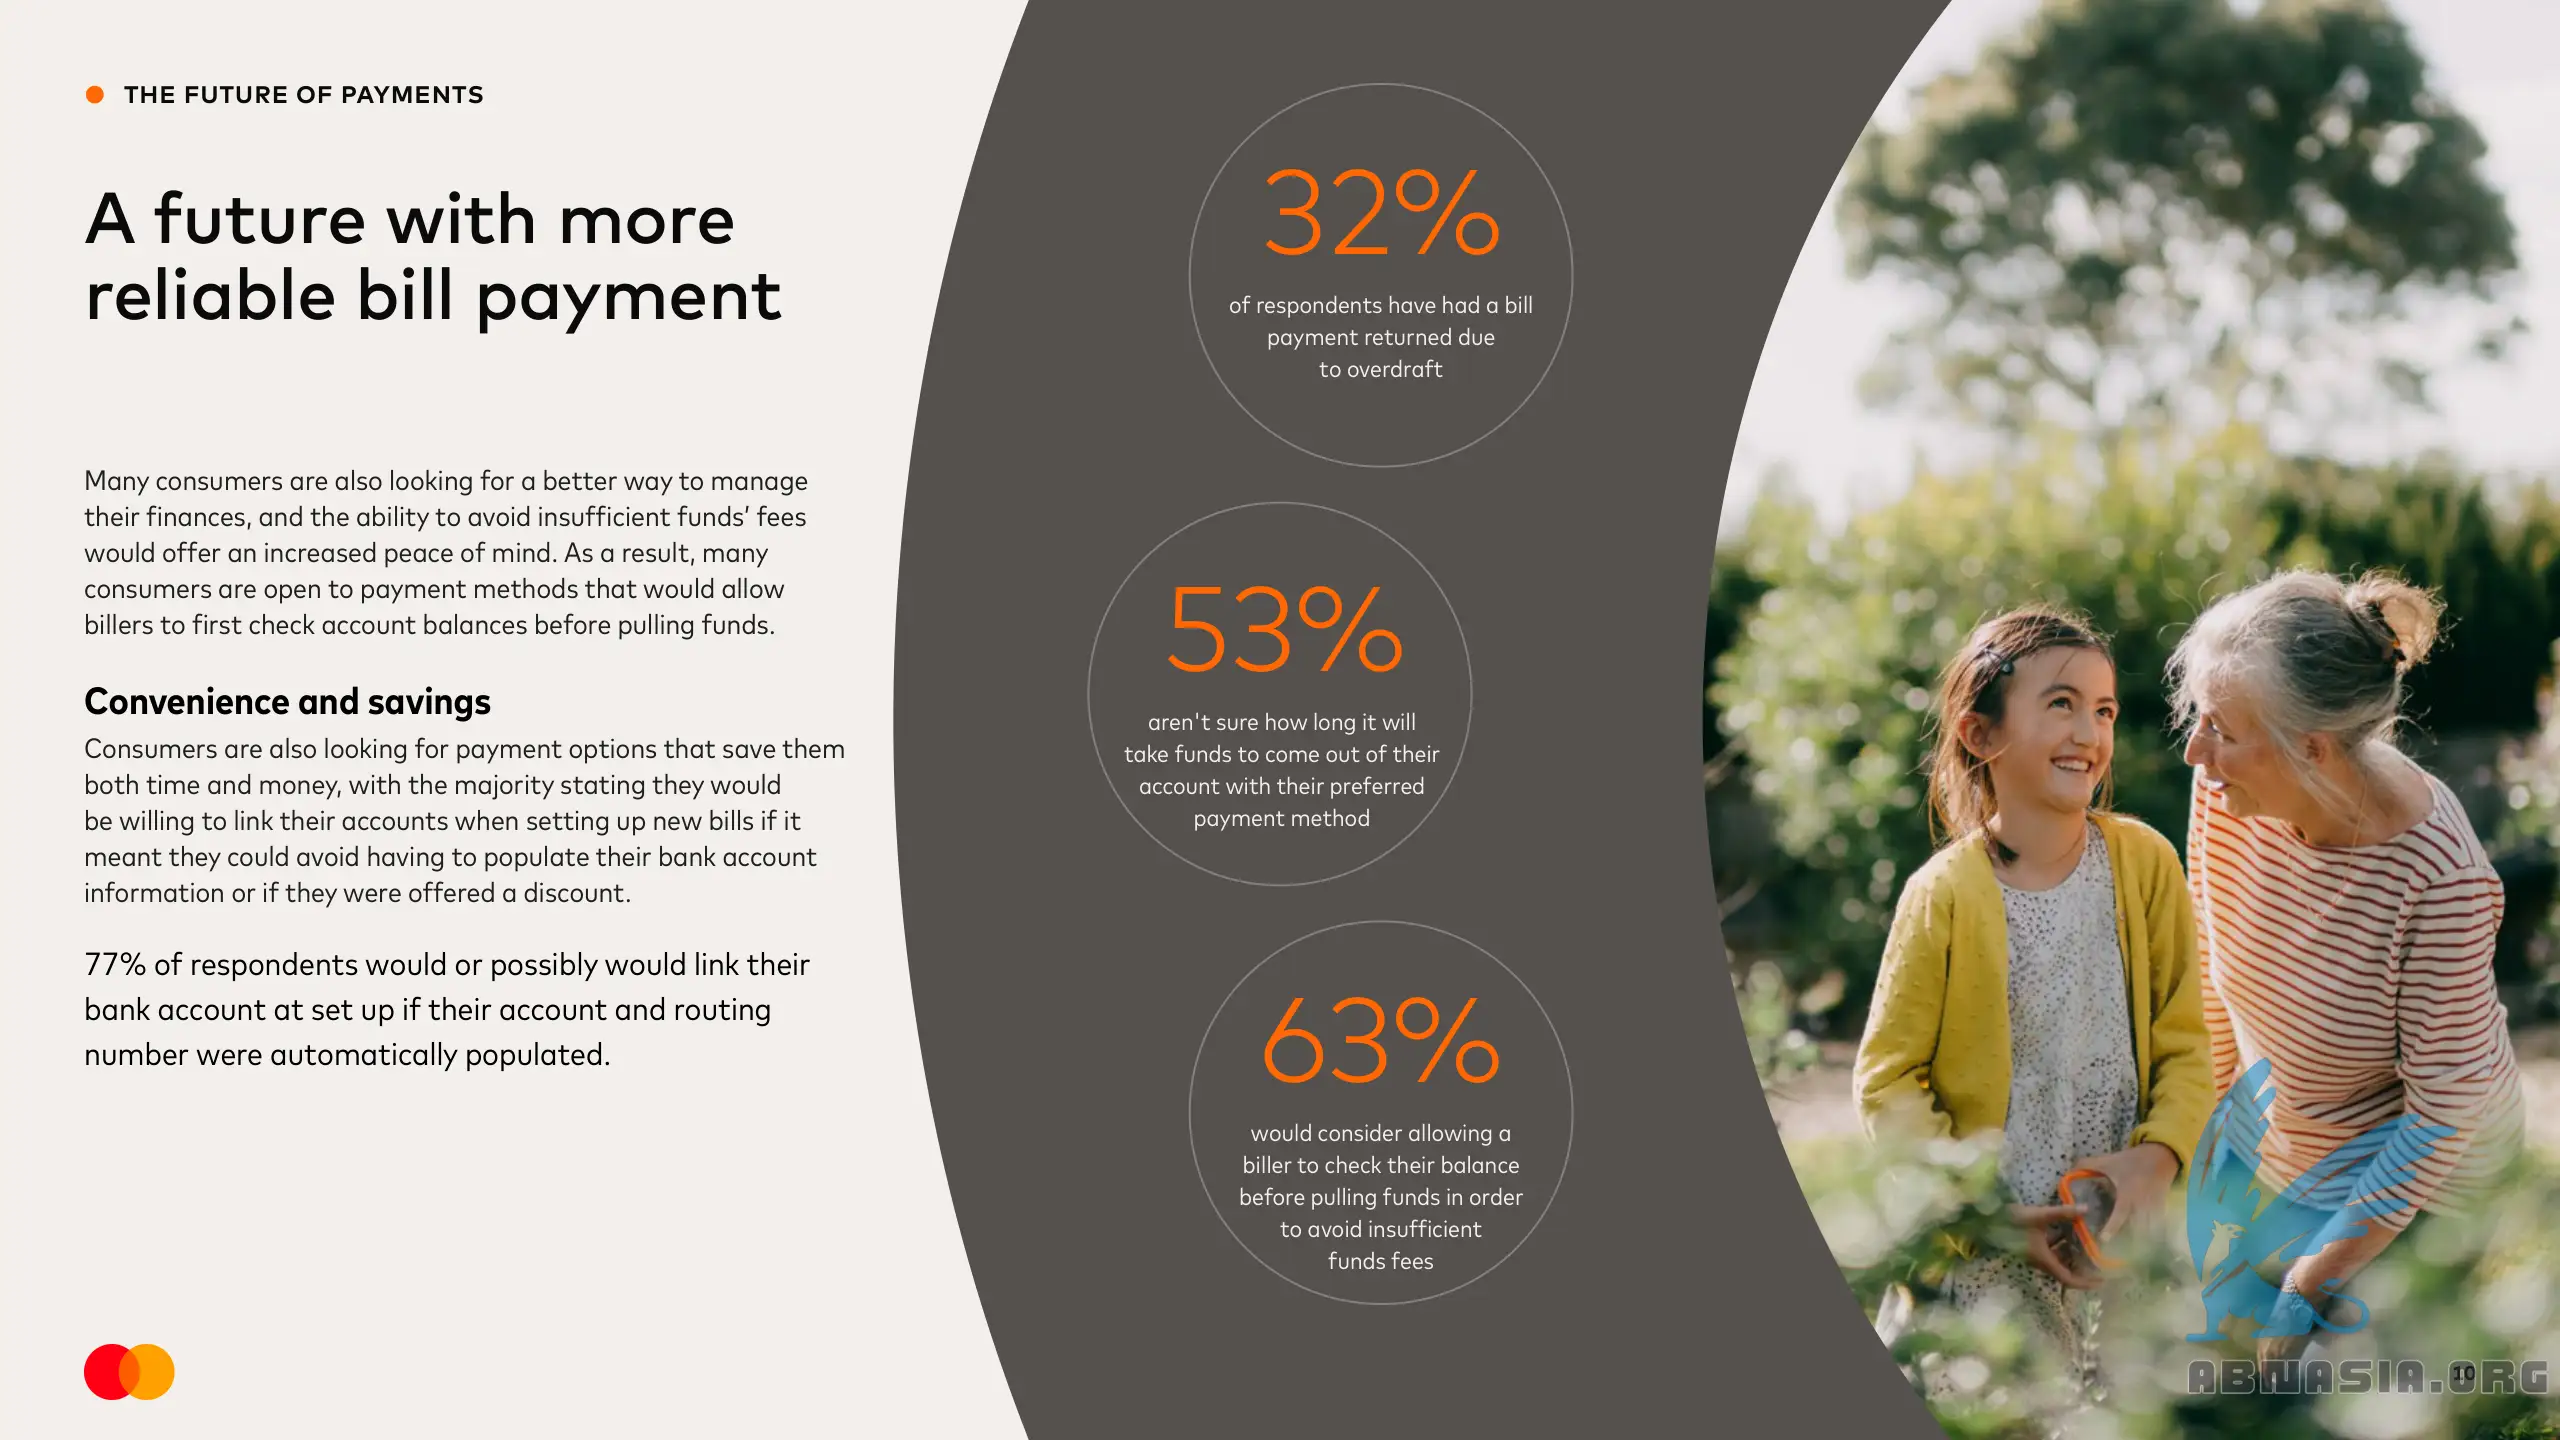 THE FUTURE OF PAYMENTS
A future with more
reliable bill payment
Many consumers are also looking for a better way to manage
their finances, and the ability to avoid insufficient funds’ fees
would offer an increased peace of mind. As a result, many
consumers are open to payment methods that would allow
billers to first check account balances before pulling funds.
Convenience and savings
Consumers are also looking for payment options that save them
both time and money, with the majority stating they would
be willing to link their accounts when setting up new bills if it
meant they could avoid having to populate their bank account
information or if they were offered a discount.
77% of respondents would or possibly would link their
bank account at set up if their account and routing
number were automatically populated.
32%
of respondents have had a bill
payment returned due
to overdraft
53%
aren't sure how long it will
take funds to come out of their
account with their preferred
payment method
63%
would consider allowing a
biller to check their balance
before pulling funds in order
to avoid insufficient
funds fees
10
ABNASIA.ORG